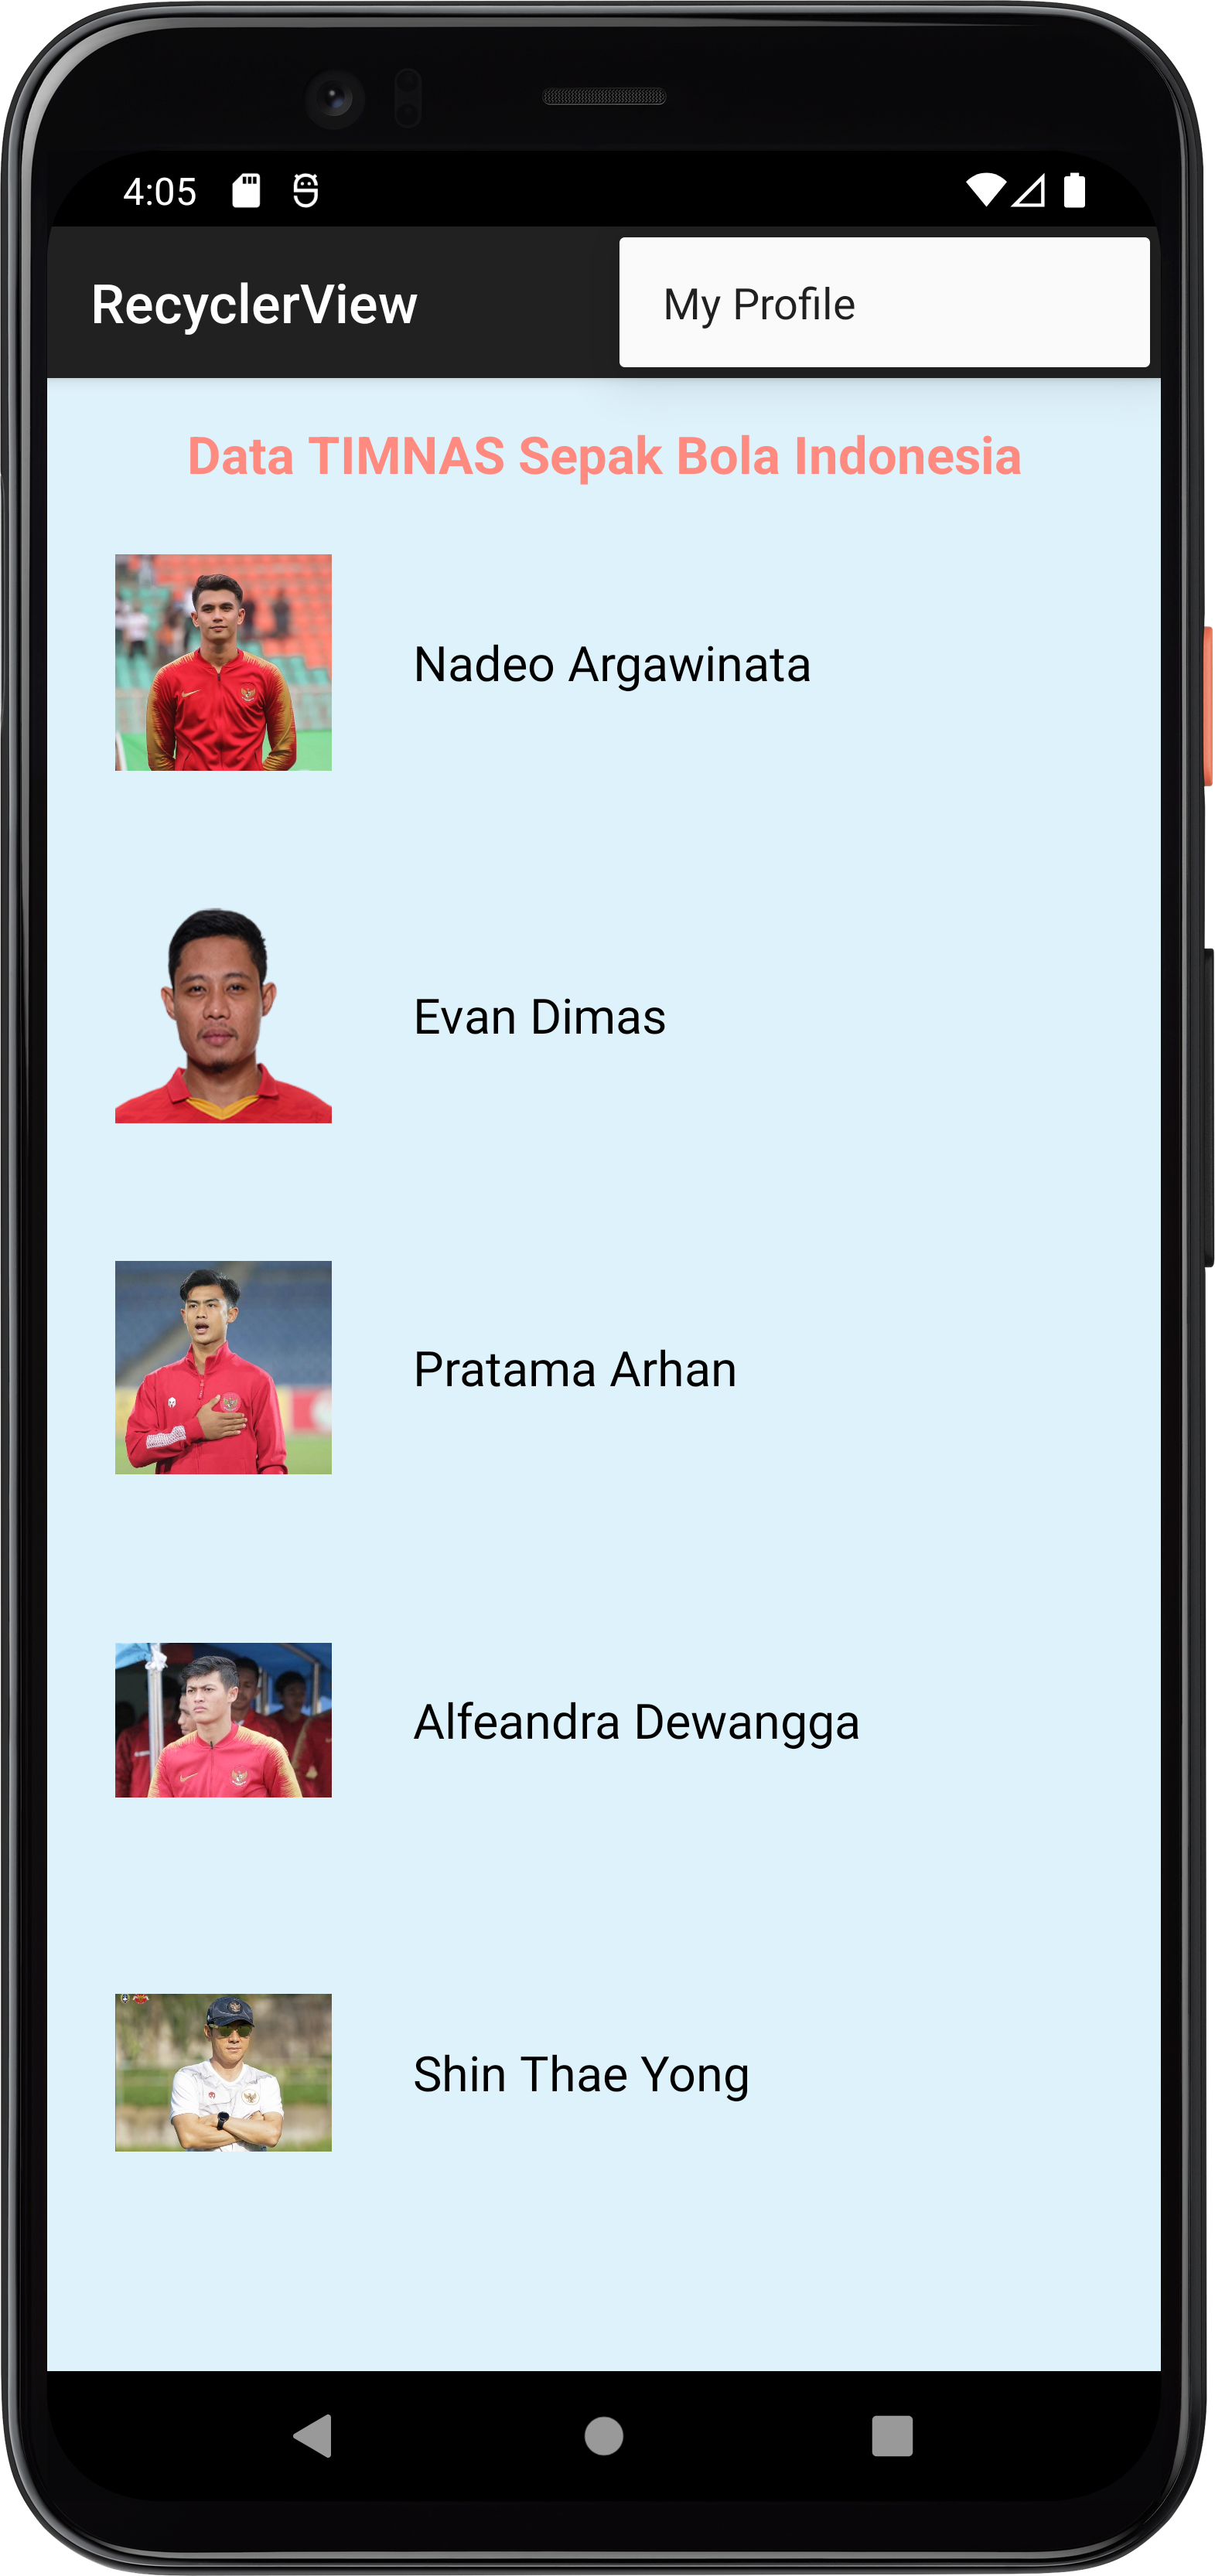 4:05
RecyclerView
My Profile
Data TIMNAS Sepak Bola Indonesia
Nadeo Argawinata
Evan Dimas
Pratama Arhan
Alfeandra Dewangga
Shin Thae Yong